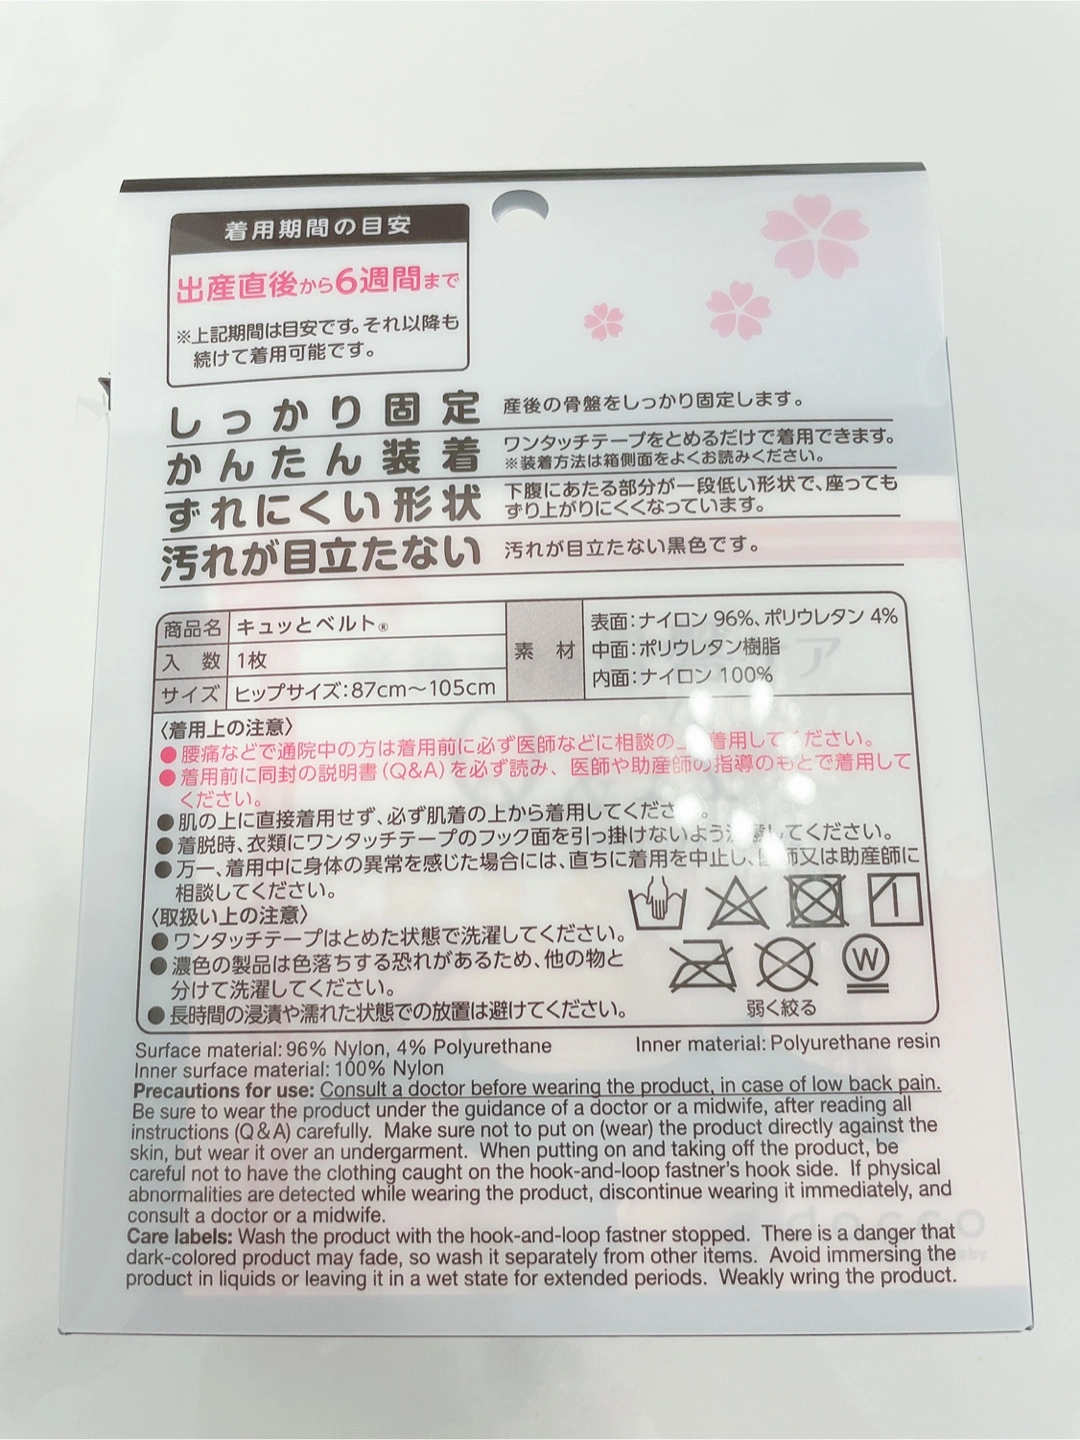 着用期間の目安
出産直後から6週間まで
※上記期間は目安です。それ以降も
続けて着用可能です。
しっかり固定 産後の骨盤をしっかり固定します。
かんたん装着 ワンタッチテープをとめるだけで着用できます。
※装着方法は箱側面をよくお読みください。
ずれにくい形状 下腹にあたる部分が一段低い形状で、座っても
ずり上がりにくくなっています。
汚れが目立たない 汚れが目立たない黒色です。
商品名 キュッとベルト®
入数 1枚
サイズ ヒップサイズ:87cm～105cm
素材
表面:ナイロン 96%、ポリウレタン 4%
中面:ポリウレタン樹脂
内面:ナイロン 100%
〈着用上の注意〉
●腰痛などで通院中の方は着用前に必ず医師などに相談の 着用してください。
●着用前に同封の説明書(Q&A)を必ず読み、医師や助産師の指導のもとで着用して
ください。
●肌の上に直接着用せず、必ず肌着の上から着用してくださ 。
●着脱時、衣類にワンタッチテープのフック面を引っ掛けないよう してください。
●万一、着用中に身体の異常を感じた場合には、直ちに着用を中止し、医師又は助産師に
相談してください。
〈取扱い上の注意〉
●ワンタッチテープはとめた状態で洗濯してください。
●濃色の製品は色落ちする恐れがあるため、他の物と
分けて洗濯してください。
●長時間の浸漬や濡れた状態での放置は避けてください。
W
弱く絞る
Surface material: 96% Nylon, 4% Polyurethane Inner material: Polyurethane resin
Inner surface material: 100% Nylon
Precautions for use: Consult a doctor before wearing the product, in case of low back pain.
Be sure to wear the product under the guidance of a doctor or a midwife, after reading all
instructions (Q&A) carefully. Make sure not to put on (wear) the product directly against the
skin, but wear it over an undergarment. When putting on and taking off the product, be
careful not to have the clothing caught on the hook-and-loop fastner's hook side. If physical
abnormalities are detected while wearing the product, discontinue wearing it immediately, and
consult a doctor or a midwife.
Care labels: Wash the product with the hook-and-loop fastner stopped. There is a danger that
dark-colored product may fade, so wash it separately from other items. Avoid immersing the
product in liquids or leaving it in a wet state for extended periods. Weakly wring the product.